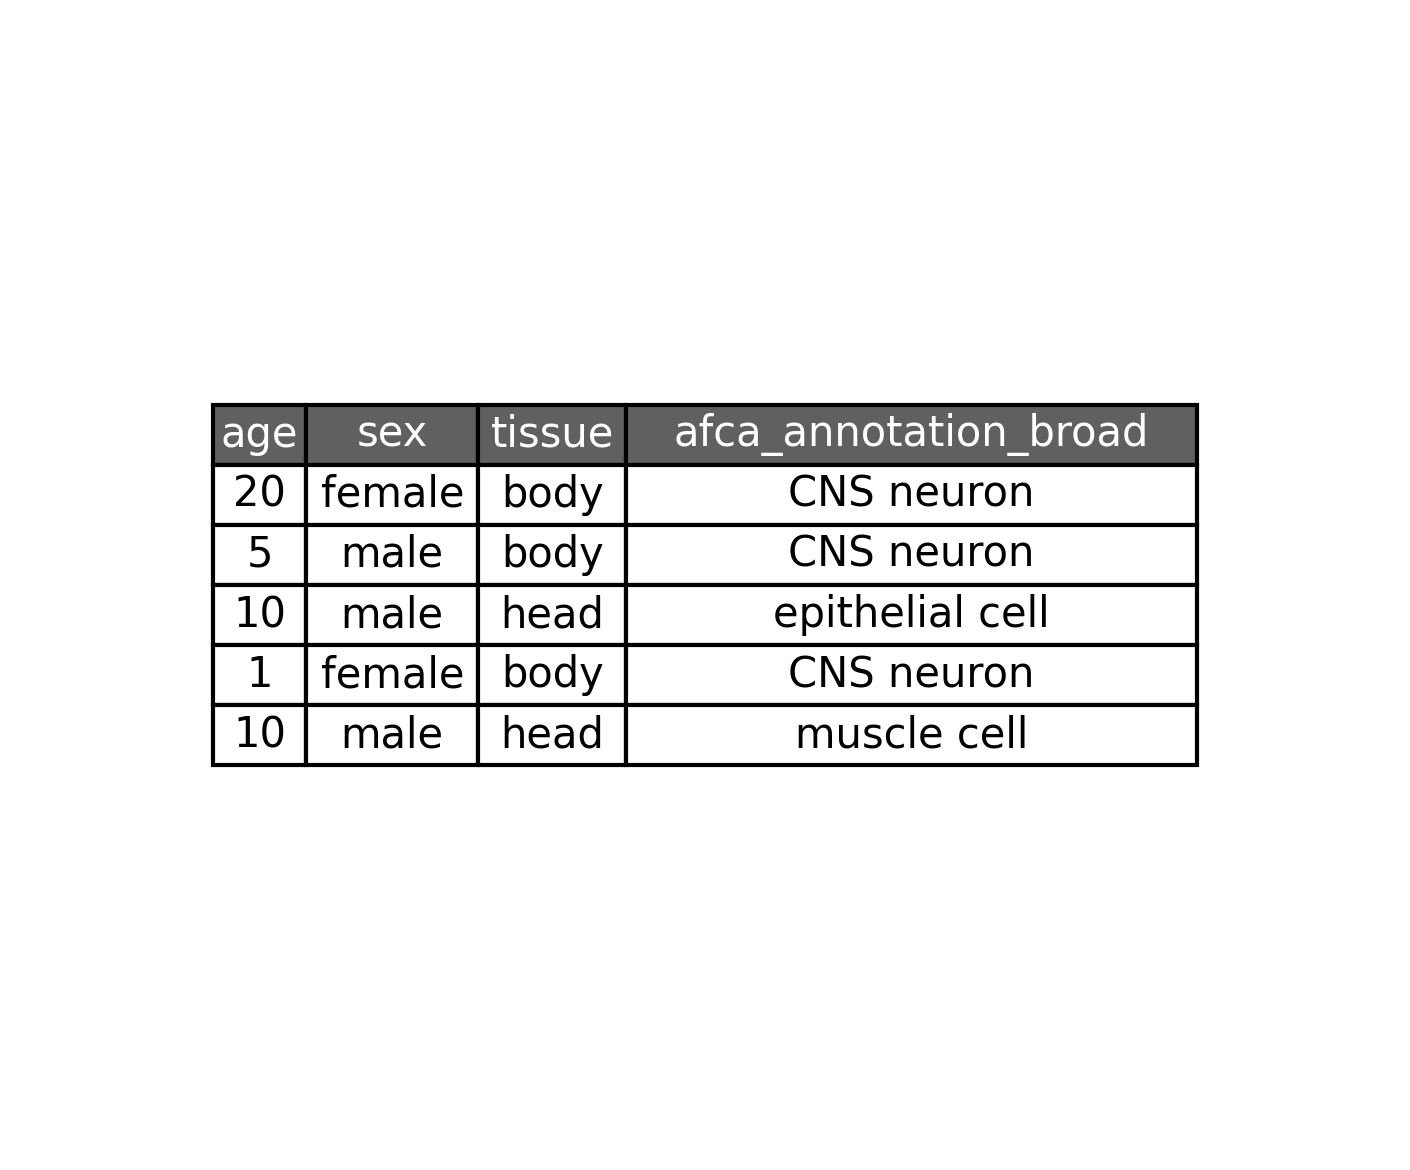 age sex tissue afca_annotation_broad
20 female body CNS neuron
5 male body CNS neuron
10 male head epithelial cell
1 female body CNS neuron
10 male head muscle cell